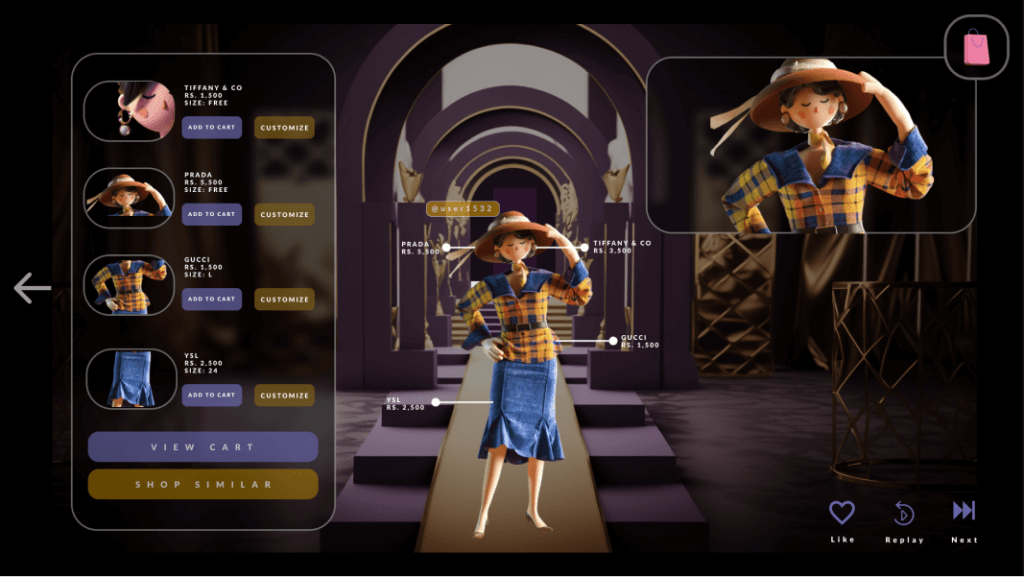 TIFFANY & CO
RS. 1,500
SIZE: FREE
ADD TO CART
CUSTOMIZE
PRADA
RS. 5,500
SIZE: FREE
ADD TO CART
CUSTOMIZE
GUCCI
RS. 1,500
SIZE: L
ADD TO CART
CUSTOMIZE
YSL
RS. 2,500
SIZE: 24
ADD TO CART
CUSTOMIZE
VIEW CART
SHOP SIMILAR
@user1532
PRADA
RS. 5,500
TIFFANY & CO
RS. 3,500
GUCCI
RS. 1,500
YSL
RS. 2,500
Like
Replay
Next